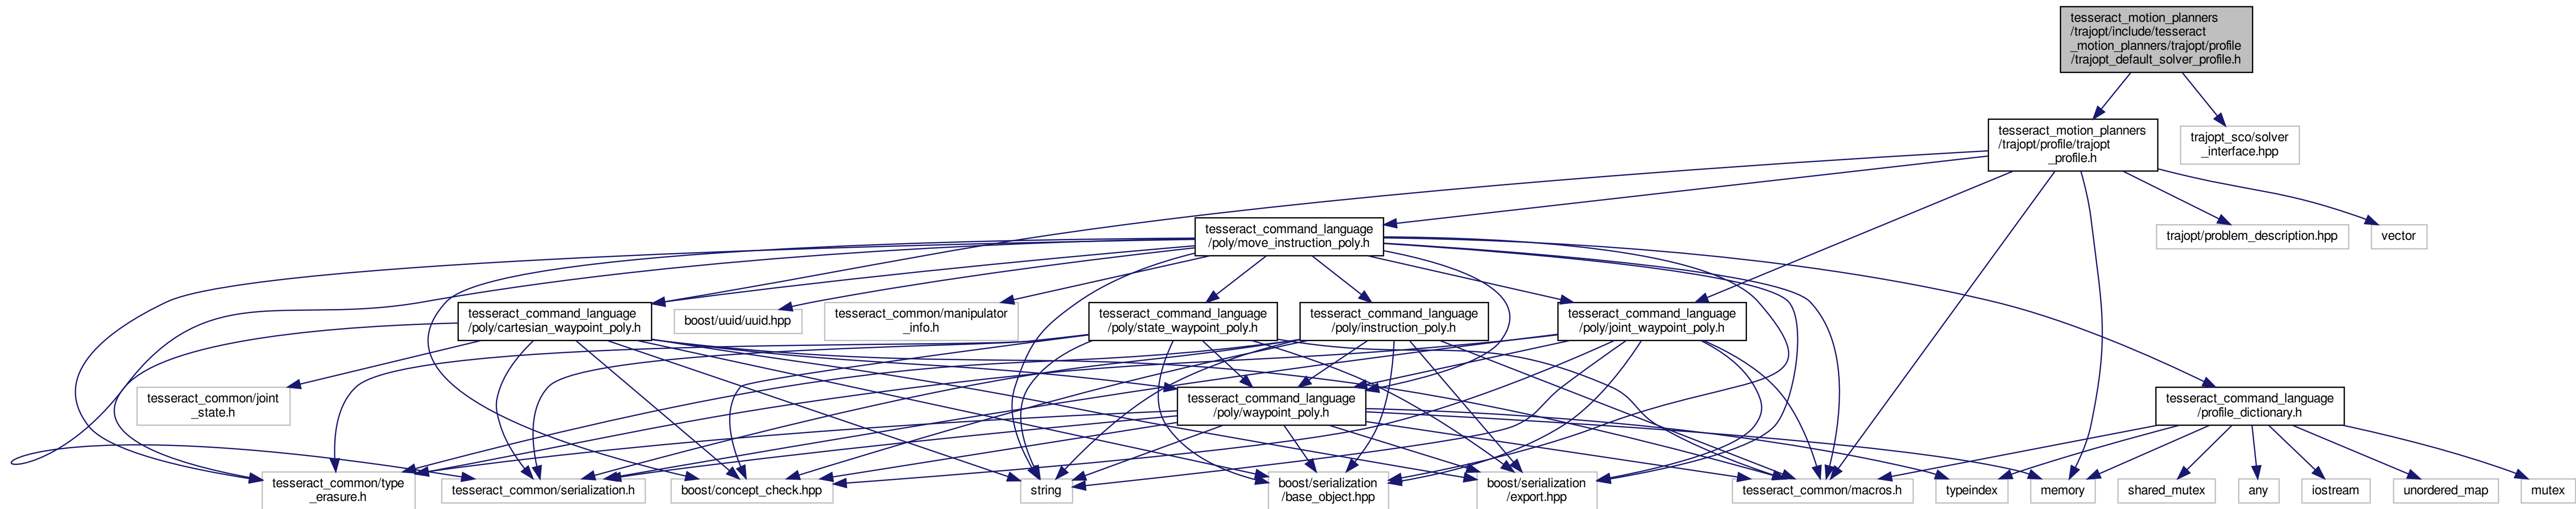 tesseract_motion_planners
/trajopt/include/tesseract
_motion_planners/trajopt/profile
/trajopt_default_solver_profile.h
tesseract_motion_planners
/trajopt/profile/trajopt
_profile.h
trajopt_sco/solver
_interface.hpp
tesseract_command_language
/poly/move_instruction_poly.h
trajopt/problem_description.hpp
vector
tesseract_command_language
/poly/cartesian_waypoint_poly.h
boost/uuid/uuid.hpp
tesseract_common/manipulator
_info.h
tesseract_command_language
/poly/state_waypoint_poly.h
tesseract_command_language
/poly/instruction_poly.h
tesseract_command_language
/poly/joint_waypoint_poly.h
tesseract_common/joint
_state.h
tesseract_command_language
/poly/waypoint_poly.h
tesseract_command_language
/profile_dictionary.h
tesseract_common/type
_erasure.h
tesseract_common/serialization.h
boost/concept_check.hpp
string
boost/serialization
/base_object.hpp
boost/serialization
/export.hpp
tesseract_common/macros.h
typeindex
memory
shared_mutex
any
iostream
unordered_map
mutex